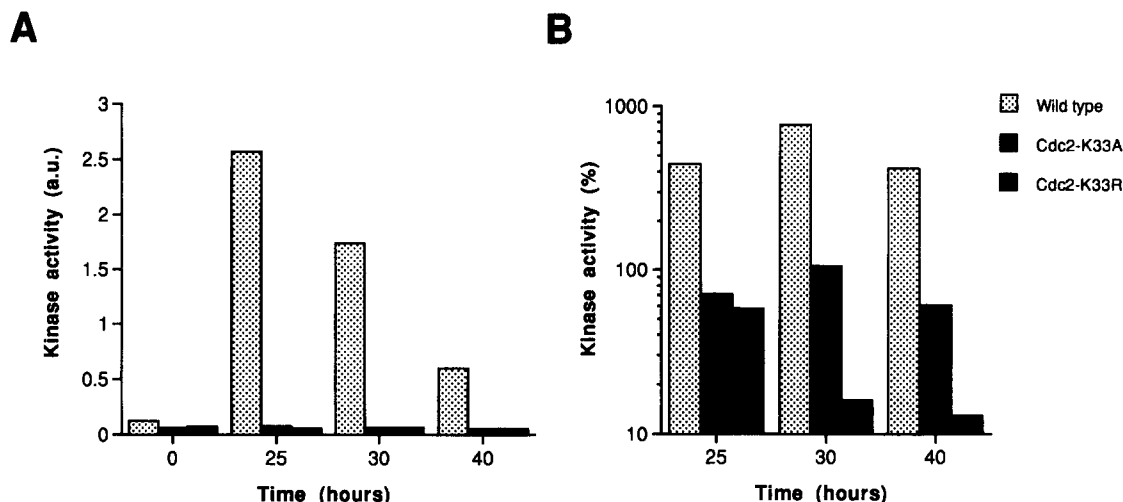 A
B
Kinase activity (a.u.)
3
2.5
2
1.5
1
0.5
0
0
25
30
40
Time (hours)
Kinase activity (%)
1000
100
10
25
30
40
Time (hours)
Wild type
Cdc2-K33A
Cdc2-K33R